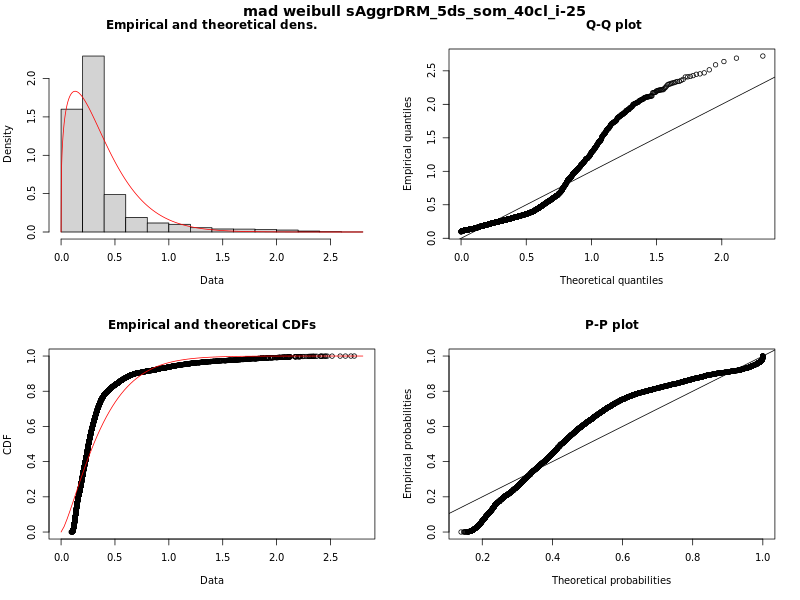 mad weibull sAggrDRM_5ds_som_40cl_i-25
Empirical and theoretical dens.
Density
0.0 0.5 1.0 1.5 2.0
0.0 0.5 1.0 1.5 2.0 2.5
Data
Q-Q plot
Empirical quantiles
0.0 0.5 1.0 1.5 2.0 2.5
0.0 0.5 1.0 1.5 2.0
Theoretical quantiles
Empirical and theoretical CDFs
CDF
0.0 0.2 0.4 0.6 0.8 1.0
0.0 0.5 1.0 1.5 2.0 2.5
Data
P-P plot
Empirical probabilities
0.0 0.2 0.4 0.6 0.8 1.0
0.2 0.4 0.6 0.8 1.0
Theoretical probabilities